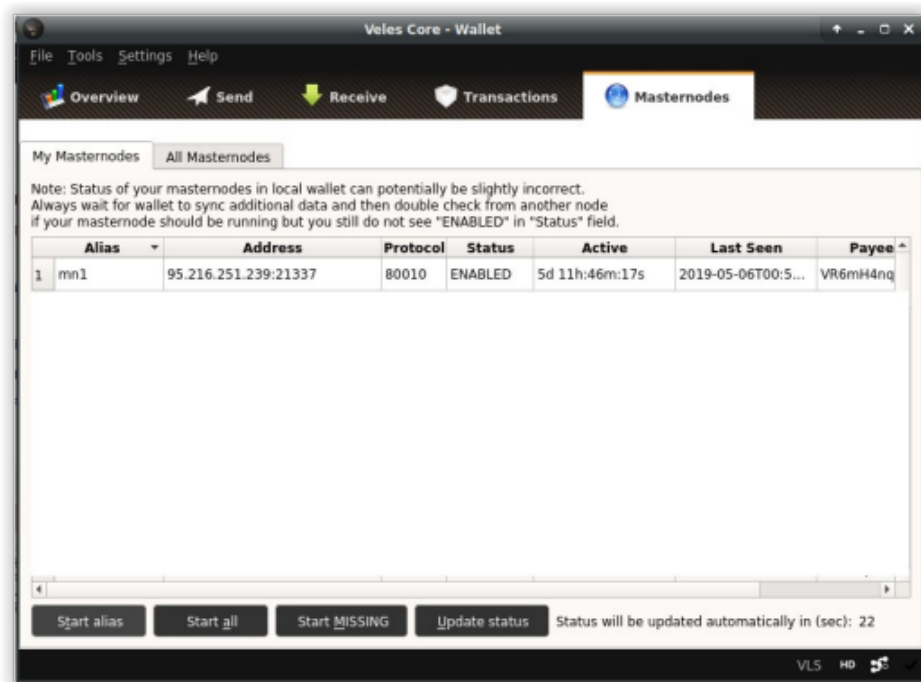 Veles Core - Wallet
File Tools Settings Help
Overview Send Receive Transactions Masternodes
My Masternodes All Masternodes
Note: Status of your masternodes in local wallet can potentially be slightly incorrect.
Always wait for wallet to sync additional data and then double check from another node
if your masternode should be running but you still do not see "ENABLED" in "Status" field.
Alias Address Protocol Status Active Last Seen Payee
1 mn1 95.216.251.239:21337 80010 ENABLED 5d 11h:46m:17s 2019-05-06T00:5... VR6mH4nq
Start alias Start all Start MISSING Update status Status will be updated automatically in (sec): 22
VLS HD